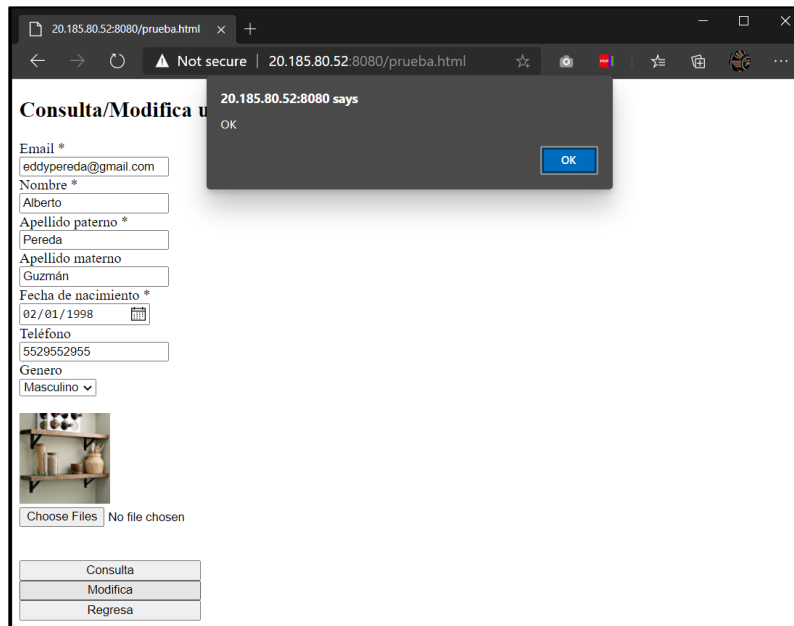 20.185.80.52:8080/prueba.html
Not secure | 20.185.80.52:8080/prueba.html
20.185.80.52:8080 says
OK
OK
Consulta/Modifica u
Email *
eddypereda@gmail.com
Nombre *
Alberto
Apellido paterno *
Pereda
Apellido materno
Guzmán
Fecha de nacimiento *
02/01/1998
Teléfono
5529552955
Genero
Masculino
Choose Files No file chosen
Consulta
Modifica
Regresa